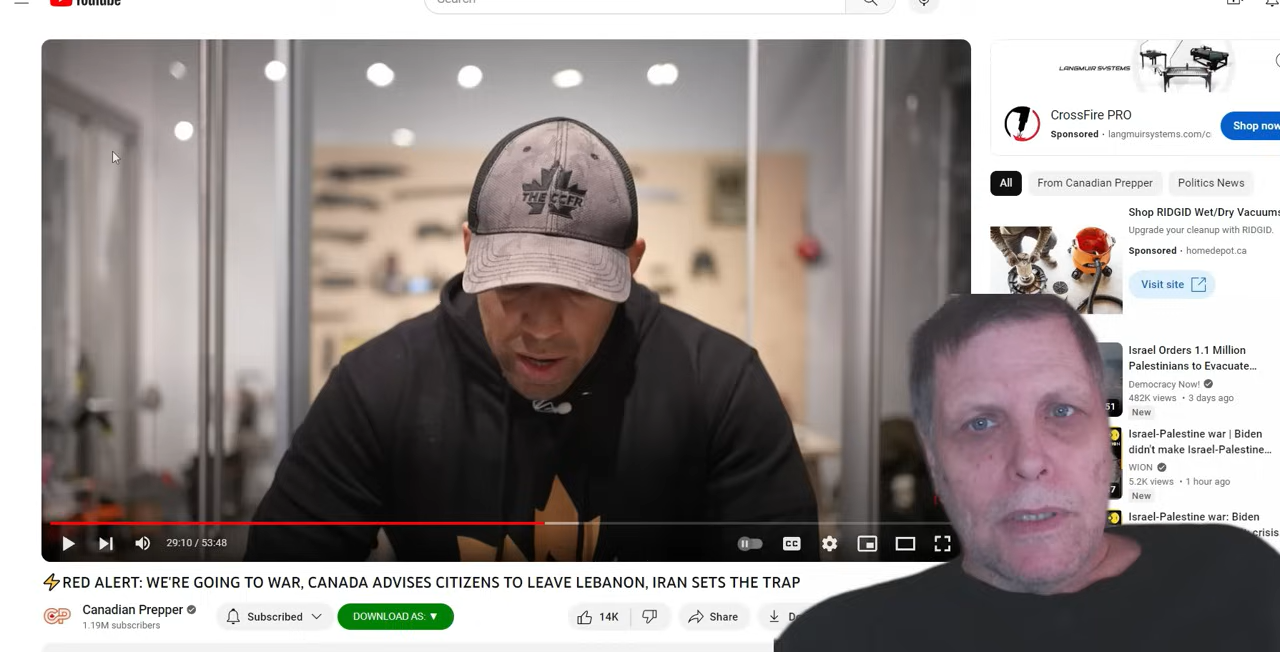 YouTube
Search
THE CCFR
29:10 / 53:48
CC
⚡RED ALERT: WE'RE GOING TO WAR, CANADA ADVISES CITIZENS TO LEAVE LEBANON, IRAN SETS THE TRAP
CP
Canadian Prepper
1.19M subscribers
Subscribed
DOWNLOAD AS: ▼
14K
Share
LANGMUIR SYSTEMS
CrossFire PRO
Sponsored · langmuirsystems.com/c
Shop now
All
From Canadian Prepper
Politics News
Shop RIDGID Wet/Dry Vacuums
Upgrade your cleanup with RIDGID.
Sponsored · homedepot.ca
Visit site
51
Israel Orders 1.1 Million
Palestinians to Evacuate…
Democracy Now!
482K views • 3 days ago
New
Israel-Palestine war | Biden
didn't make Israel-Palestine…
WION
5.2K views • 1 hour ago
New
Israel-Palestine war: Biden
crisis